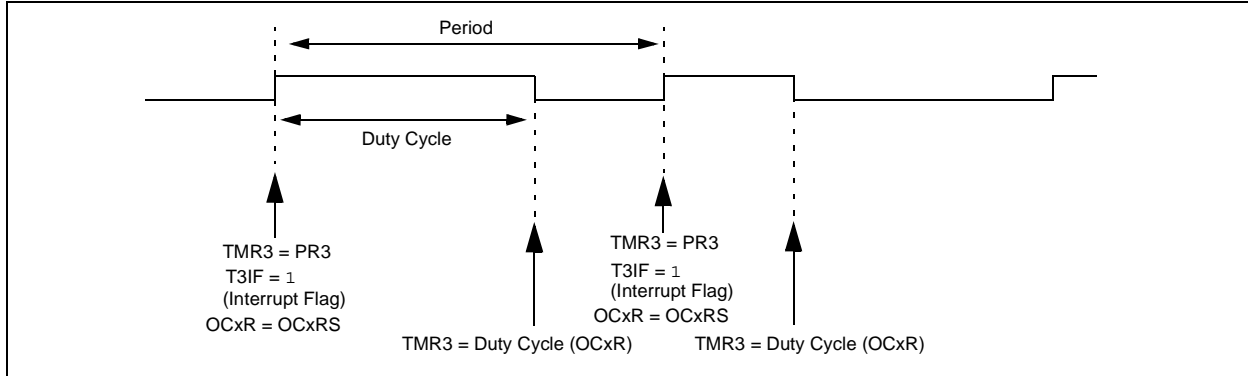 Period
Duty Cycle
TMR3 = PR3
T3IF = 1
(Interrupt Flag)
OCxR = OCxRS
TMR3 = Duty Cycle (OCxR)
TMR3 = PR3
T3IF = 1
(Interrupt Flag)
OCxR = OCxRS
TMR3 = Duty Cycle (OCxR)